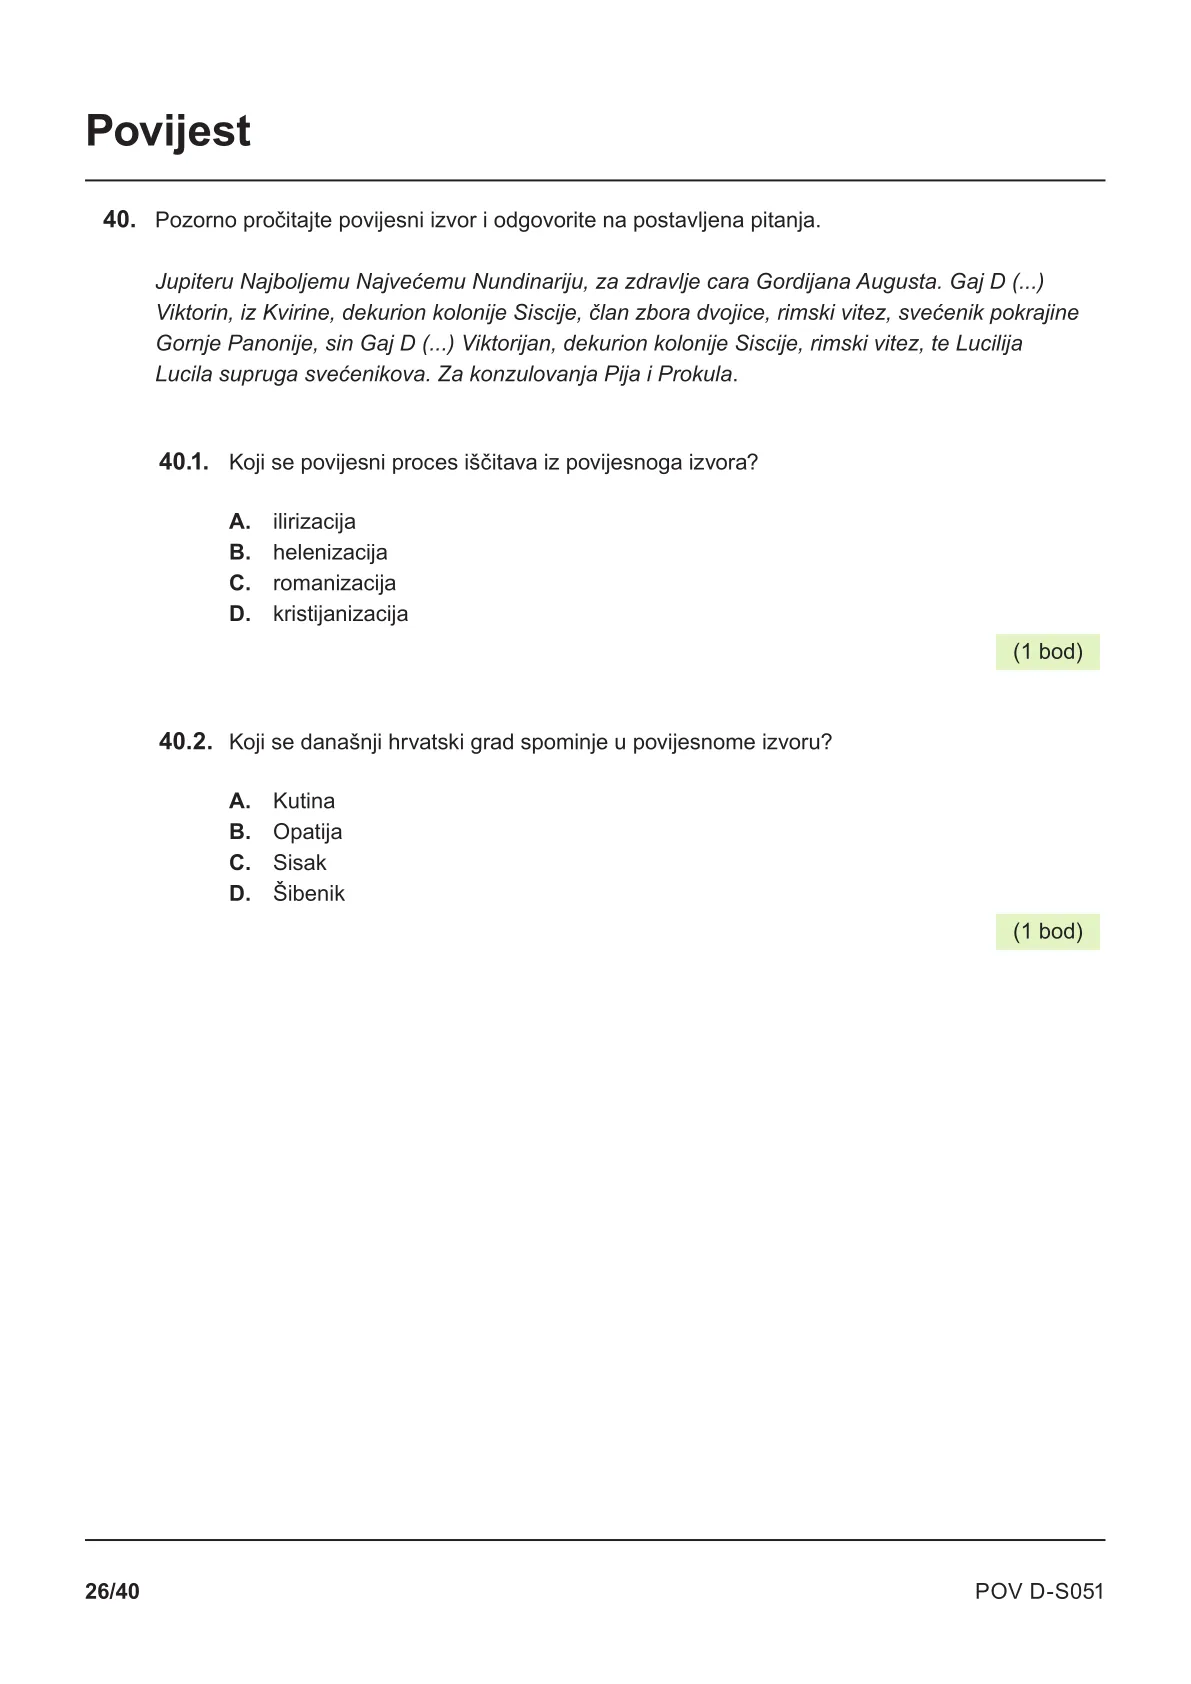 Povijest
40. Pozorno pročitajte povijesni izvor i odgovorite na postavljena pitanja.
Jupiteru Najboljemu Najvećemu Nundinariju, za zdravlje cara Gordijana Augusta. Gaj D (...)
Viktorin, iz Kvirine, dekurion kolonije Siscije, član zbora dvojice, rimski vitez, svećenik pokrajine
Gornje Panonije, sin Gaj D (...) Viktorijan, dekurion kolonije Siscije, rimski vitez, te Lucilija
Lucila supruga svećenikova. Za konzulovanja Pija i Prokula.
40.1. Koji se povijesni proces iščitava iz povijesnoga izvora?
A. ilirizacija
B. helenizacija
C. romanizacija
D. kristijanizacija
(1 bod)
40.2. Koji se današnji hrvatski grad spominje u povijesnome izvoru?
A. Kutina
B. Opatija
C. Sisak
D. Šibenik
(1 bod)
26/40
POV D-S051